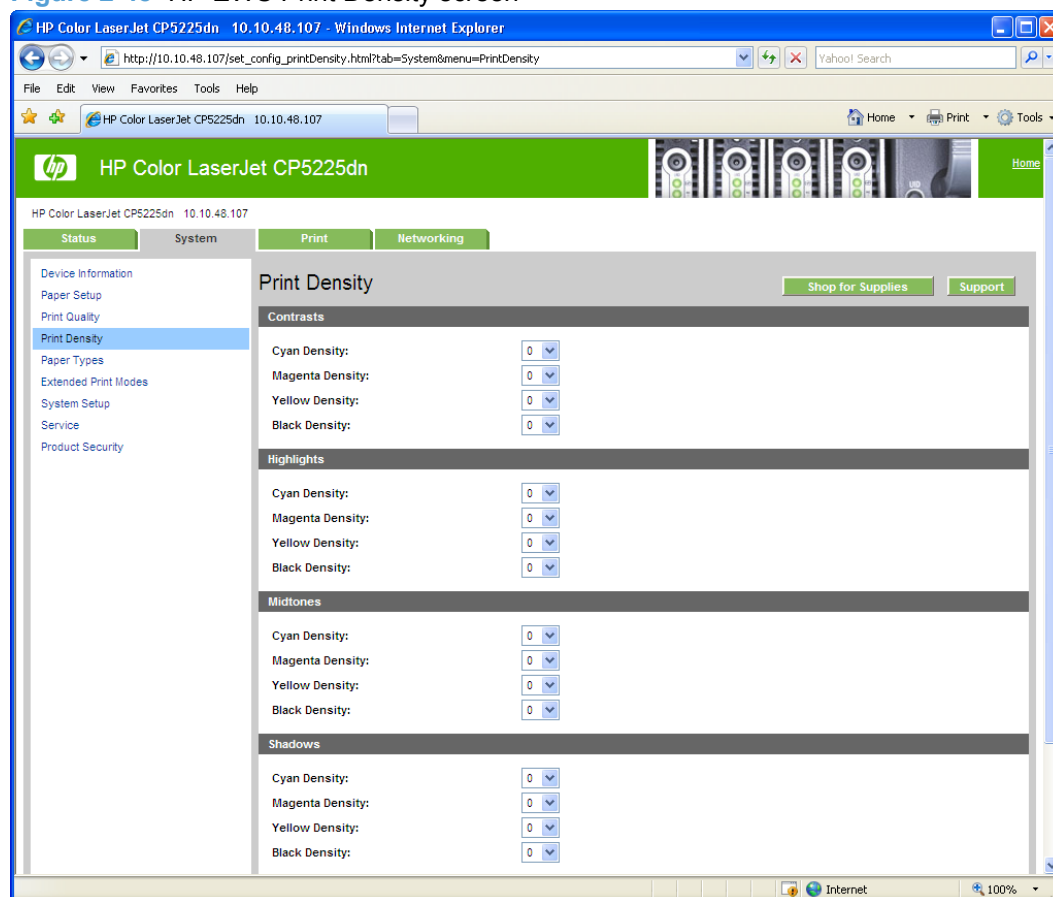 HP Color LaserJet CP5225dn   10.10.48.107 - Windows Internet Explorer
http://10.10.48.107/set_config_printDensity.html?tab=System&menu=PrintDensity
Yahoo! Search
File Edit View Favorites Tools Help
HP Color LaserJet CP5225dn 10.10.48.107
Home Print Tools
hp HP Color LaserJet CP5225dn
Home
HP Color LaserJet CP5225dn 10.10.48.107
Status System Print Networking
Device Information
Paper Setup
Print Quality
Print Density
Paper Types
Extended Print Modes
System Setup
Service
Product Security
Print Density
Shop for Supplies Support
Contrasts
Cyan Density: 0
Magenta Density: 0
Yellow Density: 0
Black Density: 0
Highlights
Cyan Density: 0
Magenta Density: 0
Yellow Density: 0
Black Density: 0
Midtones
Cyan Density: 0
Magenta Density: 0
Yellow Density: 0
Black Density: 0
Shadows
Cyan Density: 0
Magenta Density: 0
Yellow Density: 0
Black Density: 0
Internet 100%